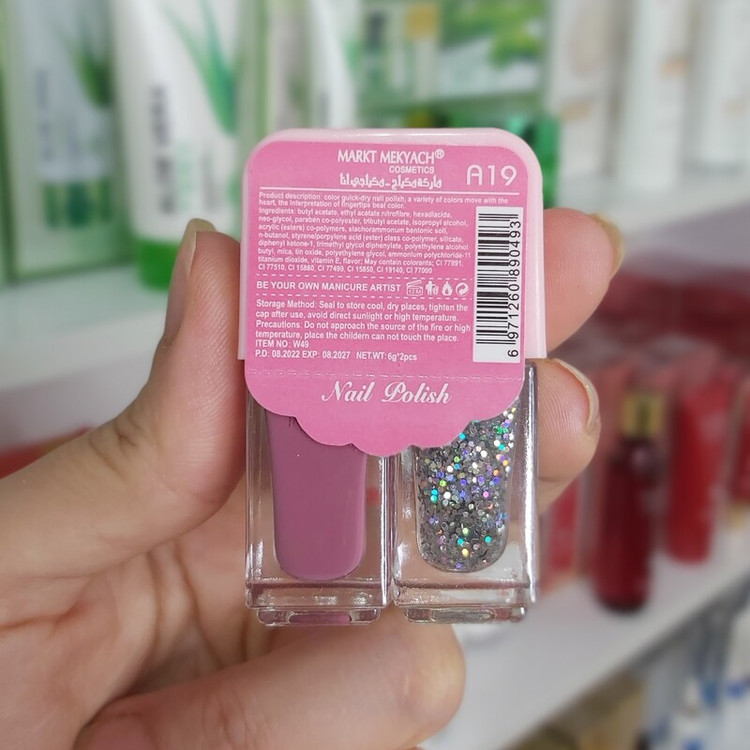 MARKT MEKYACH®
COSMETICS
ماركة مكياج - مكياجي انا
A19
Product description: color quick-dry nail polish, a variety of colors move with the
heart, the interpretation of fingertips beat color.
Ingredients: butyl acetate, ethyl acetate nitrofibre, hexadlacida,
neo-glycol, paraben co-polyester, tributyl acetate, isopropyl alcohol,
acrylic (esters) co-polymers, slachorammonium bentonic soil,
n-butanol, styrene/porpylene acid (ester) class co-polymer, silicate,
diphenyl ketone-1, trimethyl glycol diphenylate, polyethylene alcohol
butyl, mica, tin oxide, polyethylene glycol, ammonium polychloride-11
titanium dioxide, vitamin E, flavor; May contain colorants; CI 77891,
CI 77510, CI 15880, CI 77499, CI 15850, CI 19140, CI 77000
BE YOUR OWN MANICURE ARTIST
Storage Method: Seal to store cool, dry places, tighten the
cap after use, avoid direct sunlight or high temperature.
Precautions: Do not approach the source of the fire or high
temperature, place the childern can not touch the place.
ITEM NO: W49
P.D: 08.2022 EXP: 08.2027 NET.WT: 6g*2pcs
6 971260 890493
Nail Polish